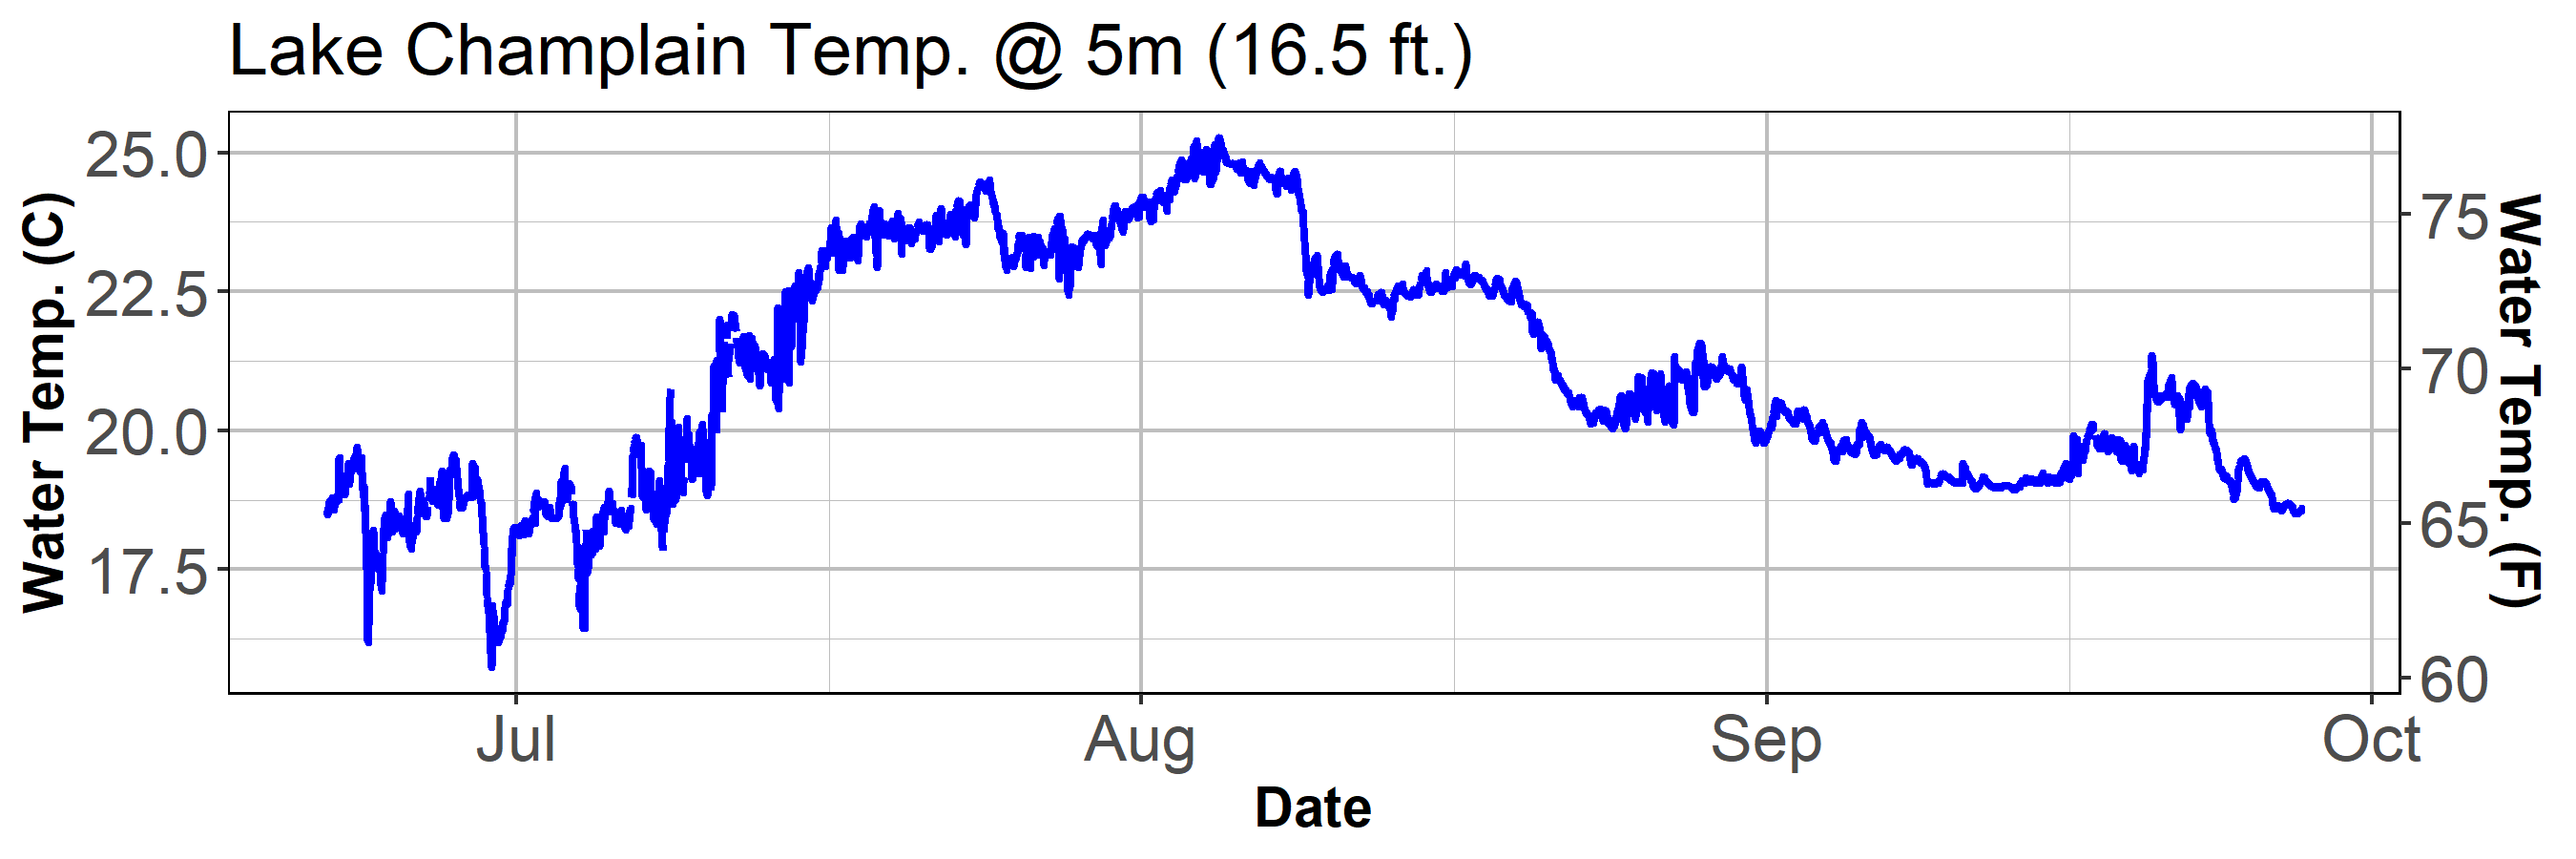 Lake Champlain Temp. @ 5m (16.5 ft.)
Water Temp. (C)
25.0
22.5
20.0
17.5
75
70
65
60
Water Temp. (F)
Jul Aug Sep Oct
Date